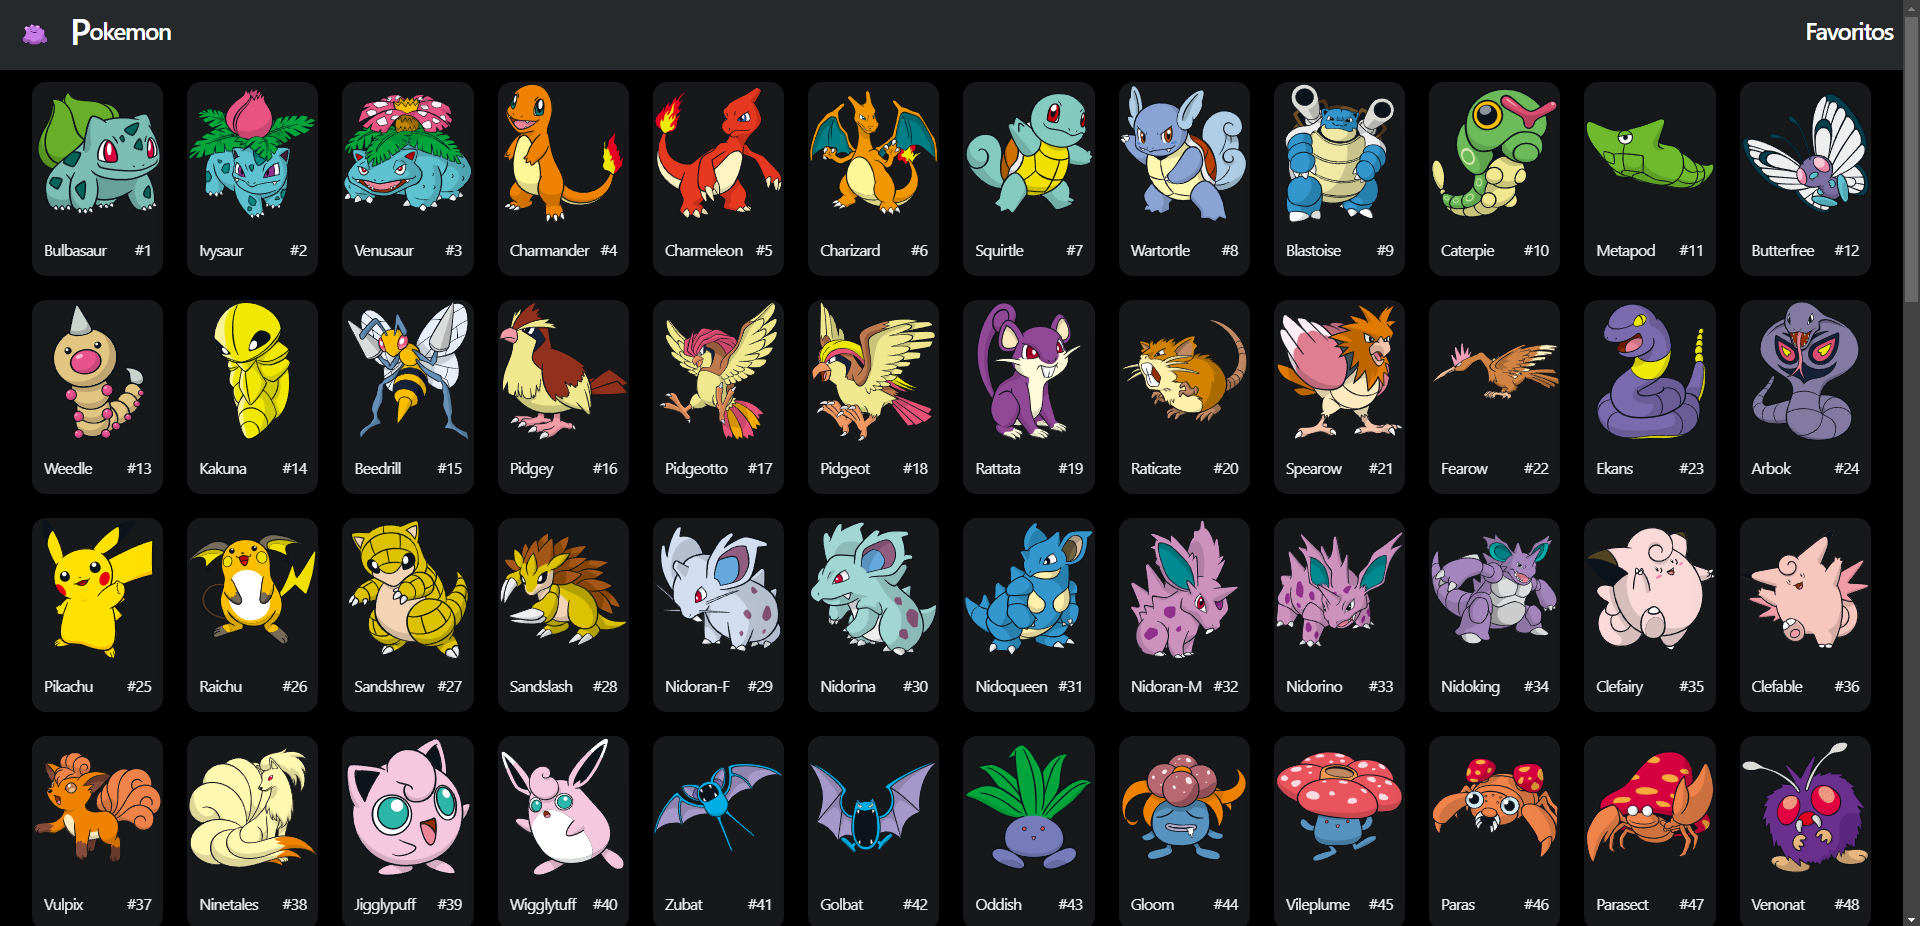 Pokemon Favoritos
Bulbasaur #1 Ivysaur #2 Venusaur #3 Charmander #4 Charmeleon #5 Charizard #6 Squirtle #7 Wartortle #8 Blastoise #9 Caterpie #10 Metapod #11 Butterfree #12
Weedle #13 Kakuna #14 Beedrill #15 Pidgey #16 Pidgeotto #17 Pidgeot #18 Rattata #19 Raticate #20 Spearow #21 Fearow #22 Ekans #23 Arbok #24
Pikachu #25 Raichu #26 Sandshrew #27 Sandslash #28 Nidoran-F #29 Nidorina #30 Nidoqueen #31 Nidoran-M #32 Nidorino #33 Nidoking #34 Clefairy #35 Clefable #36
Vulpix #37 Ninetales #38 Jigglypuff #39 Wigglytuff #40 Zubat #41 Golbat #42 Oddish #43 Gloom #44 Vileplume #45 Paras #46 Parasect #47 Venonat #48